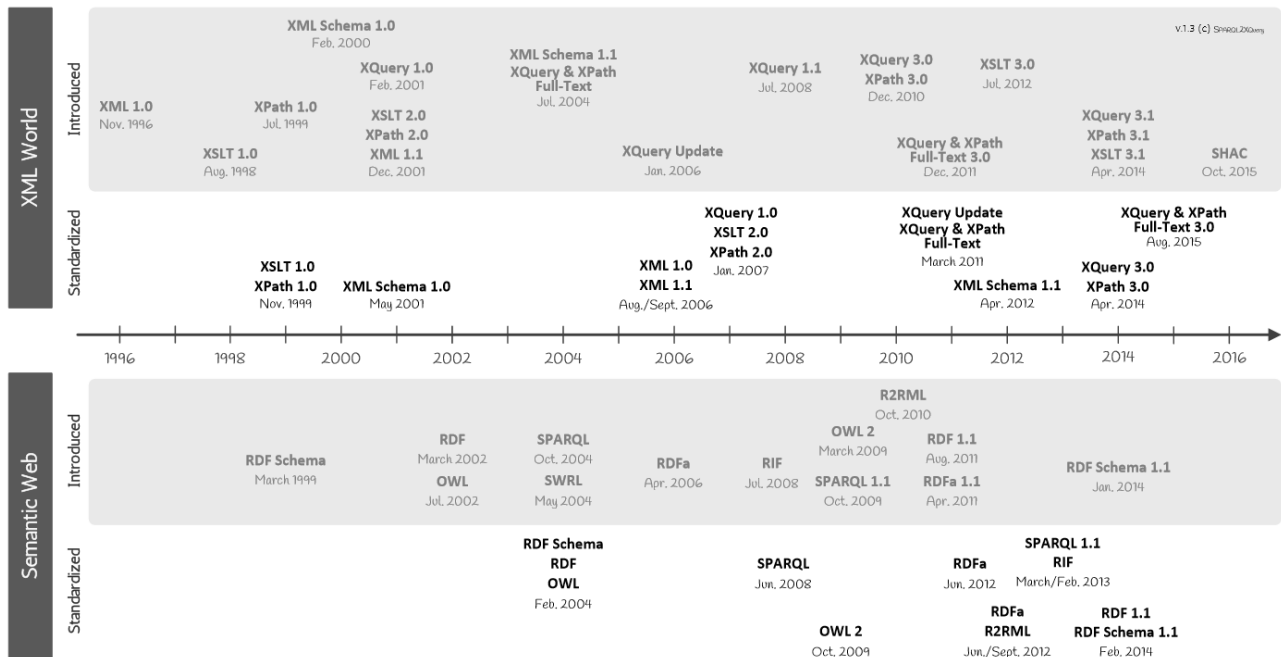 XML World
Introduced
XML Schema 1.0
Feb. 2000
v.1.3 (c) SPARQL2XQuery
XQuery 1.0
Feb. 2001
XML Schema 1.1
XQuery & XPath
Full-Text
Jul. 2004
XQuery 1.1
Jul. 2008
XQuery 3.0
XPath 3.0
Dec. 2010
XSLT 3.0
Jul. 2012
XML 1.0
Nov. 1996
XPath 1.0
Jul. 1999
XSLT 2.0
XPath 2.0
XML 1.1
Dec. 2001
XQuery 3.1
XPath 3.1
XSLT 3.1
Apr. 2014
XSLT 1.0
Aug. 1998
XQuery Update
Jan. 2006
XQuery & XPath
Full-Text 3.0
Dec. 2011
SHAC
Oct. 2015
Standardized
XQuery 1.0
XSLT 2.0
XPath 2.0
Jan. 2007
XQuery Update
XQuery & XPath
Full-Text
March 2011
XQuery & XPath
Full-Text 3.0
Aug. 2015
XSLT 1.0
XPath 1.0
Nov. 1999
XML Schema 1.0
May 2001
XML 1.0
XML 1.1
Aug./Sept. 2006
XML Schema 1.1
Apr. 2012
XQuery 3.0
XPath 3.0
Apr. 2014
1996 1998 2000 2002 2004 2006 2008 2010 2012 2014 2016
Semantic Web
Introduced
R2RML
Oct. 2010
RDF Schema
March 1999
RDF
March 2002
OWL
Jul. 2002
SPARQL
Oct. 2004
SWRL
May 2004
RDFa
Apr. 2006
RIF
Jul. 2008
OWL 2
March 2009
SPARQL 1.1
Oct. 2009
RDF 1.1
Aug. 2011
RDFa 1.1
Apr. 2011
RDF Schema 1.1
Jan. 2014
Standardized
RDF Schema
RDF
OWL
Feb. 2004
SPARQL
Jun. 2008
RDFa
Jun. 2012
SPARQL 1.1
RIF
March/Feb. 2013
OWL 2
Oct. 2009
RDFa
R2RML
Jun./Sept. 2012
RDF 1.1
RDF Schema 1.1
Feb. 2014